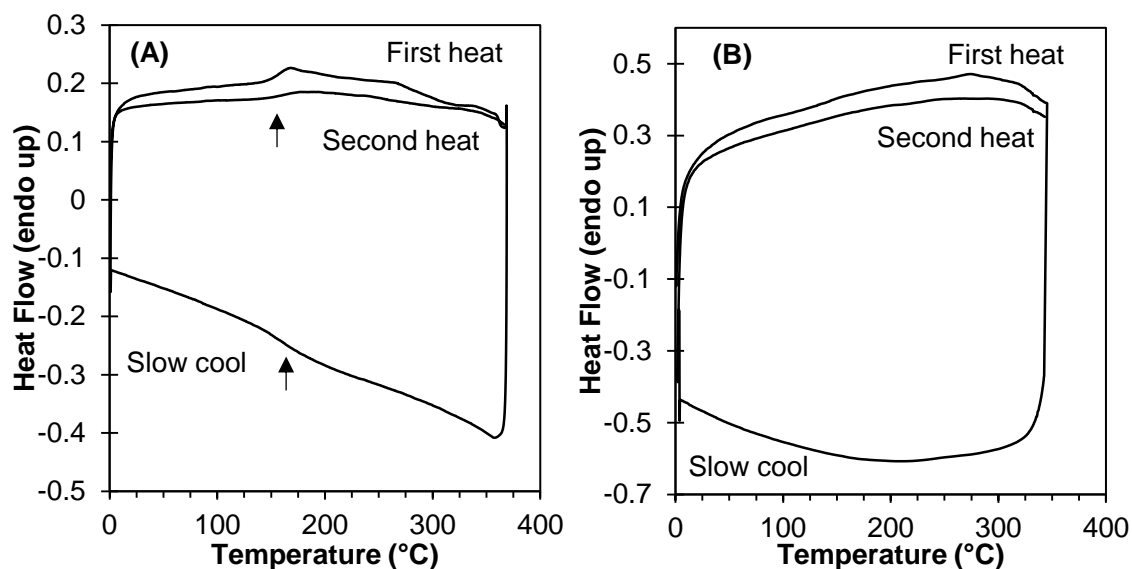 (A)
First heat
Second heat
Slow cool
Heat Flow (endo up)
0.3
0.2
0.1
0
-0.1
-0.2
-0.3
-0.4
-0.5
0
100
200
300
400
Temperature (°C)
(B)
First heat
Second heat
Slow cool
Heat Flow (endo up)
0.5
0.3
0.1
-0.1
-0.3
-0.5
-0.7
0
100
200
300
400
Temperature (°C)